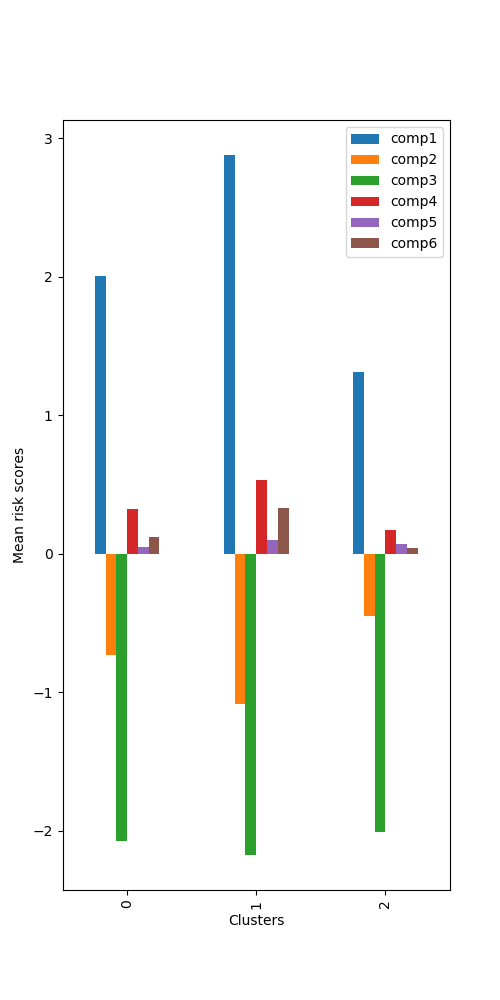 comp1
comp2
comp3
comp4
comp5
comp6
3
2
1
0
−1
−2
Mean risk scores
0
1
2
Clusters